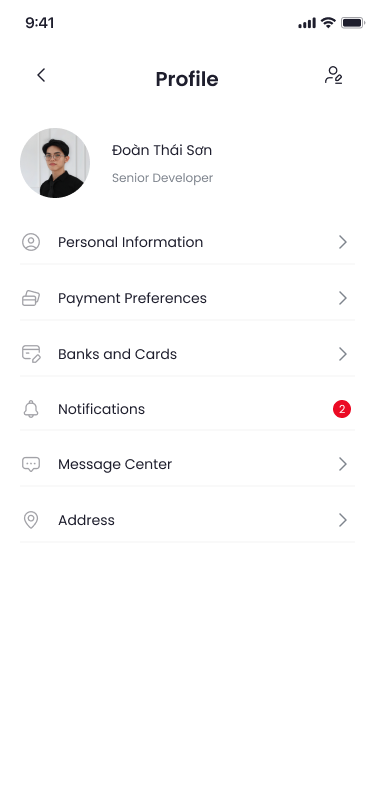 9:41
Profile
Đoàn Thái Sơn
Senior Developer
Personal Information
Payment Preferences
Banks and Cards
Notifications
2
Message Center
Address